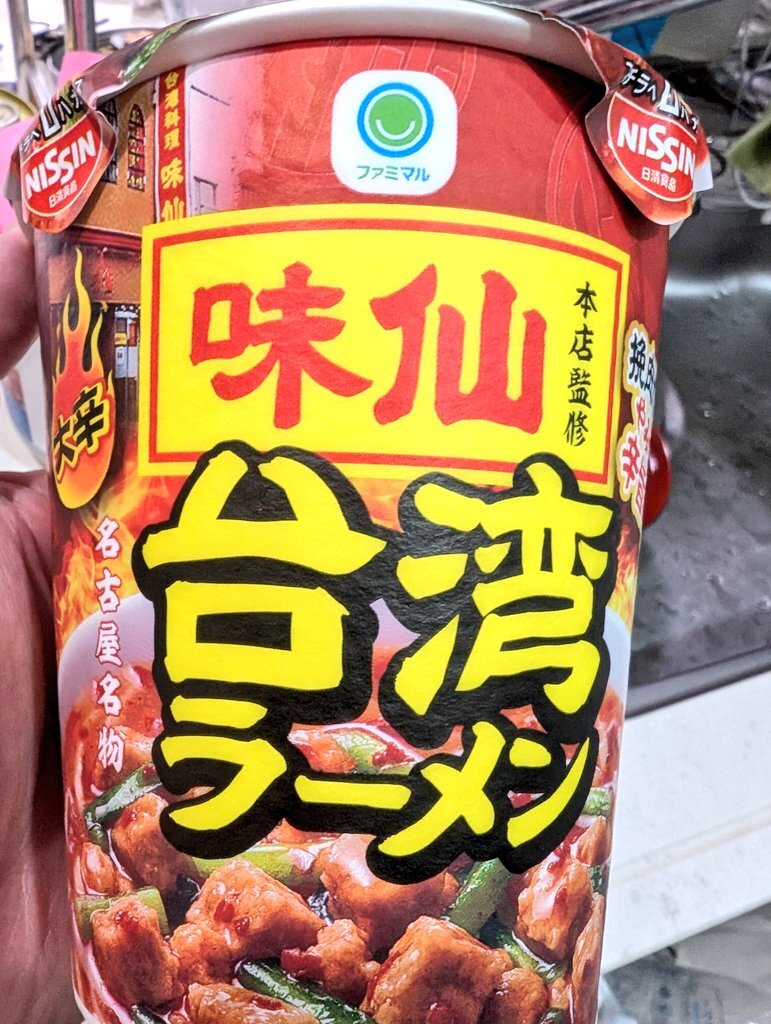 台湾料理 味仙
ファミマル
NISSIN
日清食品
NISSIN
日清食品
味仙
本店監修
大辛
台湾
ラーメン
名古屋名物